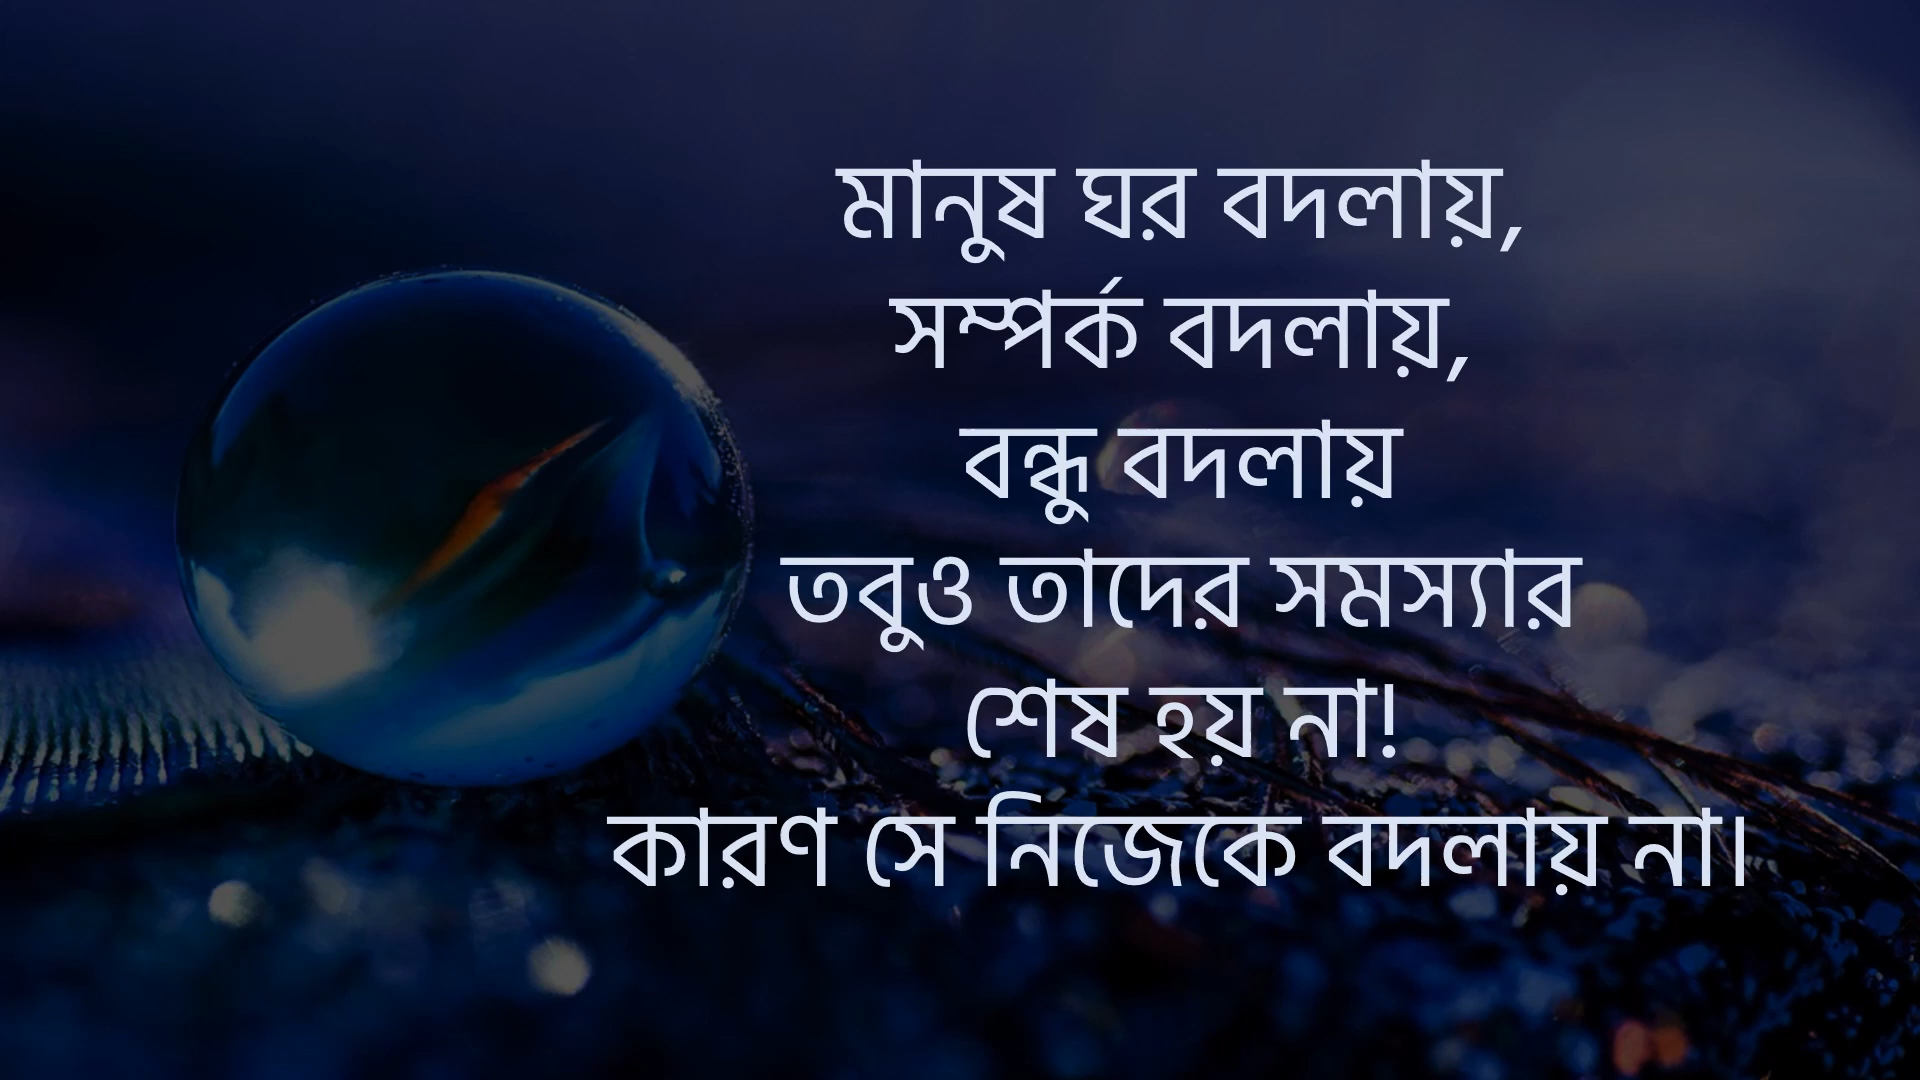 মানুষ ঘর বদলায়,
সম্পর্ক বদলায়,
বন্ধু বদলায়
তবুও তাদের সমস্যার
শেষ হয় না!
কারণ সে নিজেকে বদলায় না।